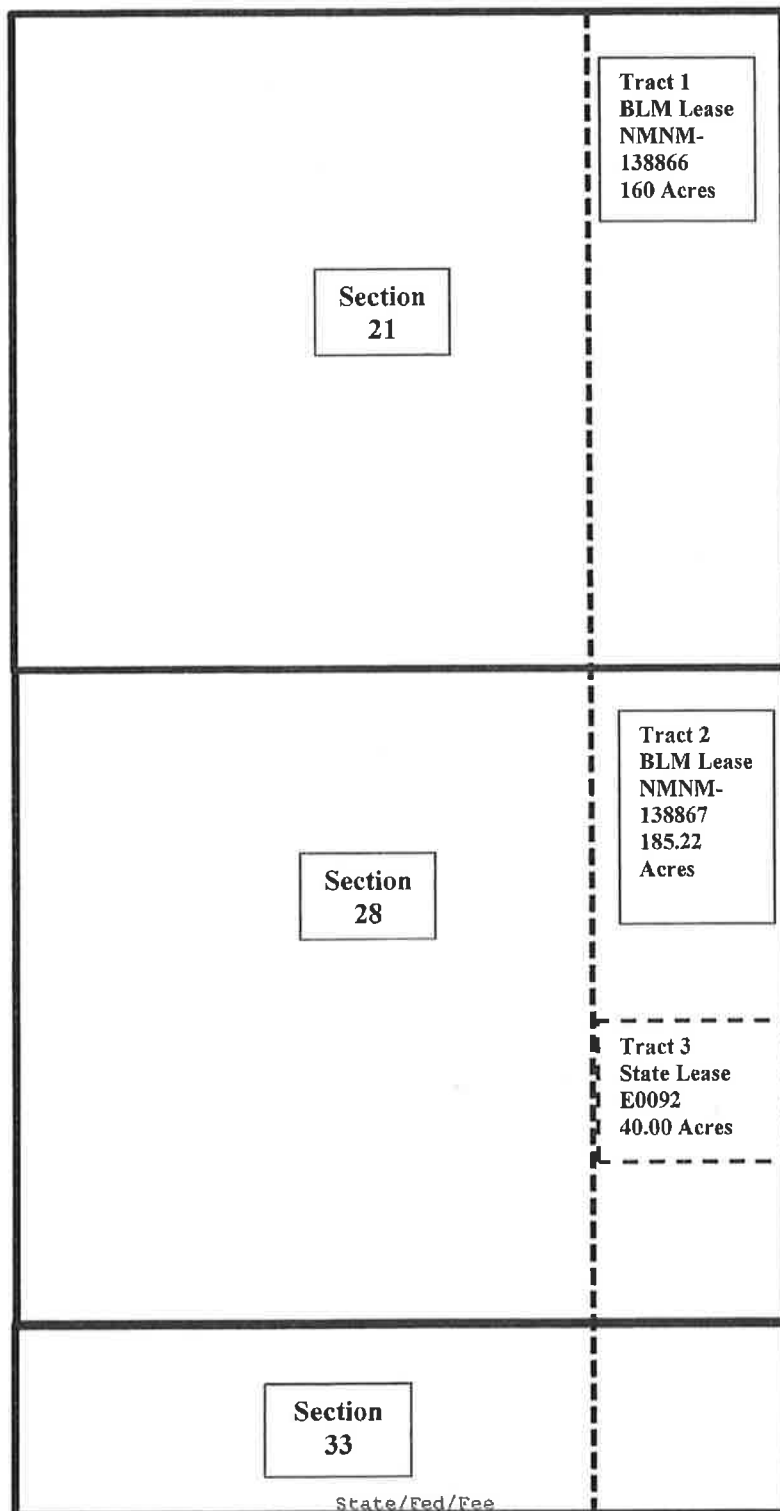 Tract 1
BLM Lease
NMNM-
138866
160 Acres
Section
21
Tract 2
BLM Lease
NMNM-
138867
185.22
Acres
Section
28
Tract 3
State Lease
E0092
40.00 Acres
Section
33
State/Fed/Fee